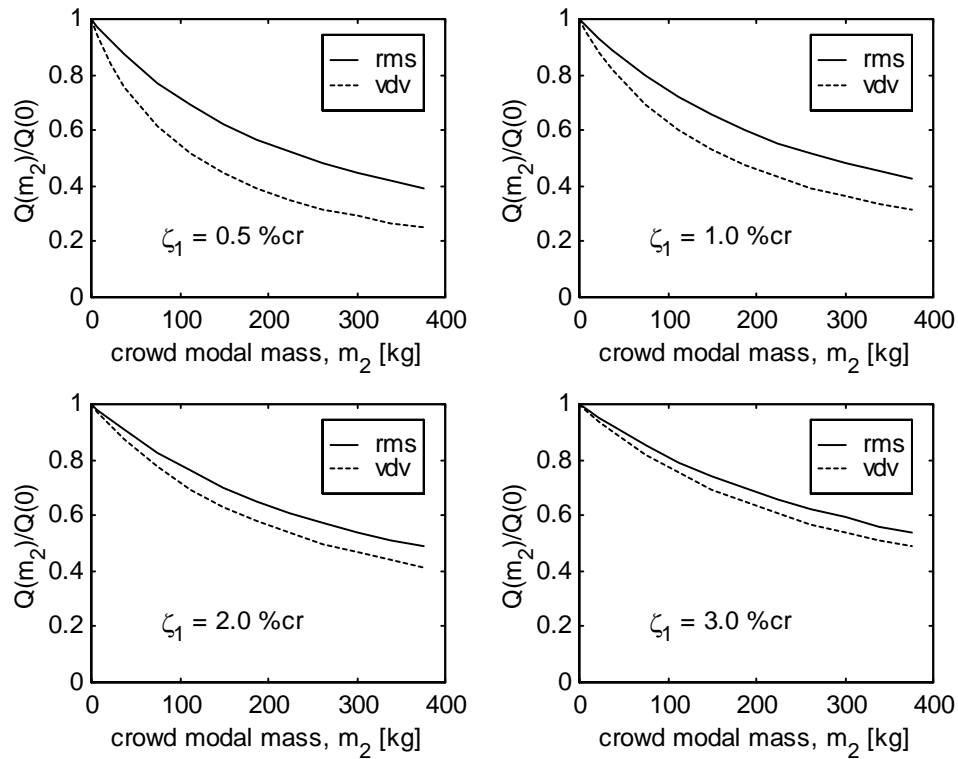 Q(m2)/Q(0)
1
0.8
0.6
0.4
0.2
0
rms
vdv
ζ1 = 0.5 %cr
0 100 200 300 400
crowd modal mass, m2 [kg]
Q(m2)/Q(0)
1
0.8
0.6
0.4
0.2
0
rms
vdv
ζ1 = 1.0 %cr
0 100 200 300 400
crowd modal mass, m2 [kg]
Q(m2)/Q(0)
1
0.8
0.6
0.4
0.2
0
rms
vdv
ζ1 = 2.0 %cr
0 100 200 300 400
crowd modal mass, m2 [kg]
Q(m2)/Q(0)
1
0.8
0.6
0.4
0.2
0
rms
vdv
ζ1 = 3.0 %cr
0 100 200 300 400
crowd modal mass, m2 [kg]